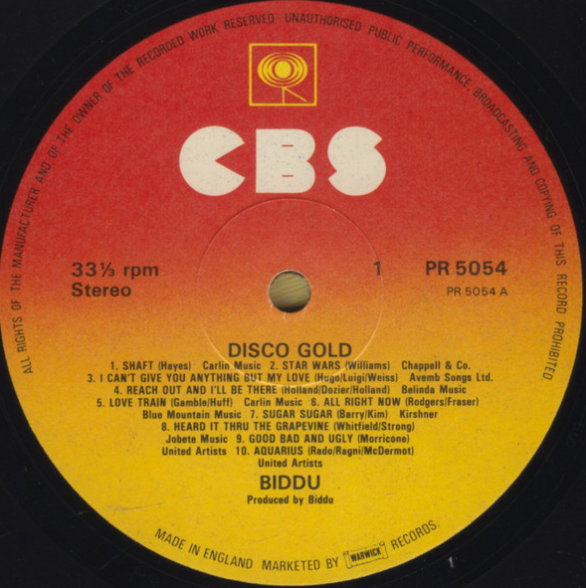 ALL RIGHTS OF THE MANUFACTURER AND OF THE OWNER OF THE RECORDED WORK RESERVED UNAUTHORISED PUBLIC PERFORMANCE, BROADCASTING AND COPYING OF THIS RECORD PROHIBITED
CBS
33⅓ rpm 1 PR 5054
Stereo PR 5054 A
DISCO GOLD
1. SHAFT (Hayes) Carlin Music 2. STAR WARS (Williams) Chappell & Co.
3. I CAN'T GIVE YOU ANYTHING BUT MY LOVE (Hugo/Luigi/Weiss) Avemb Songs Ltd.
4. REACH OUT AND I'LL BE THERE (Holland/Dozier/Holland) Belinda Music
5. LOVE TRAIN (Gamble/Huff) Carlin Music 6. ALL RIGHT NOW (Rodgers/Fraser)
Blue Mountain Music 7. SUGAR SUGAR (Barry/Kim) Kirshner
8. HEARD IT THRU THE GRAPEVINE (Whitfield/Strong)
Jobete Music 9. GOOD BAD AND UGLY (Morricone)
United Artists 10. AQUARIUS (Rado/Ragni/McDermot)
United Artists
BIDDU
Produced by Biddu
MADE IN ENGLAND MARKETED BY WARWICK RECORDS.
1